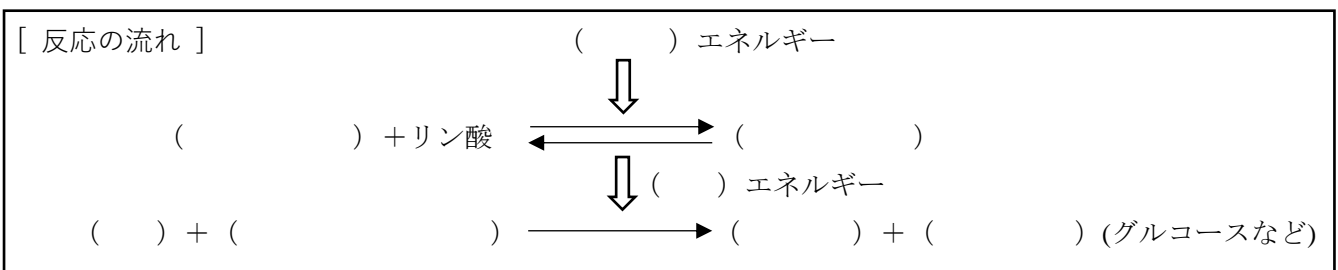 [ 反応の流れ ]　　　（　　）エネルギー
（　　　　）＋リン酸　　（　　　　）
（　　）エネルギー
（　　）＋（　　　　　　）　　（　　　）＋（　　　　）(グルコースなど)